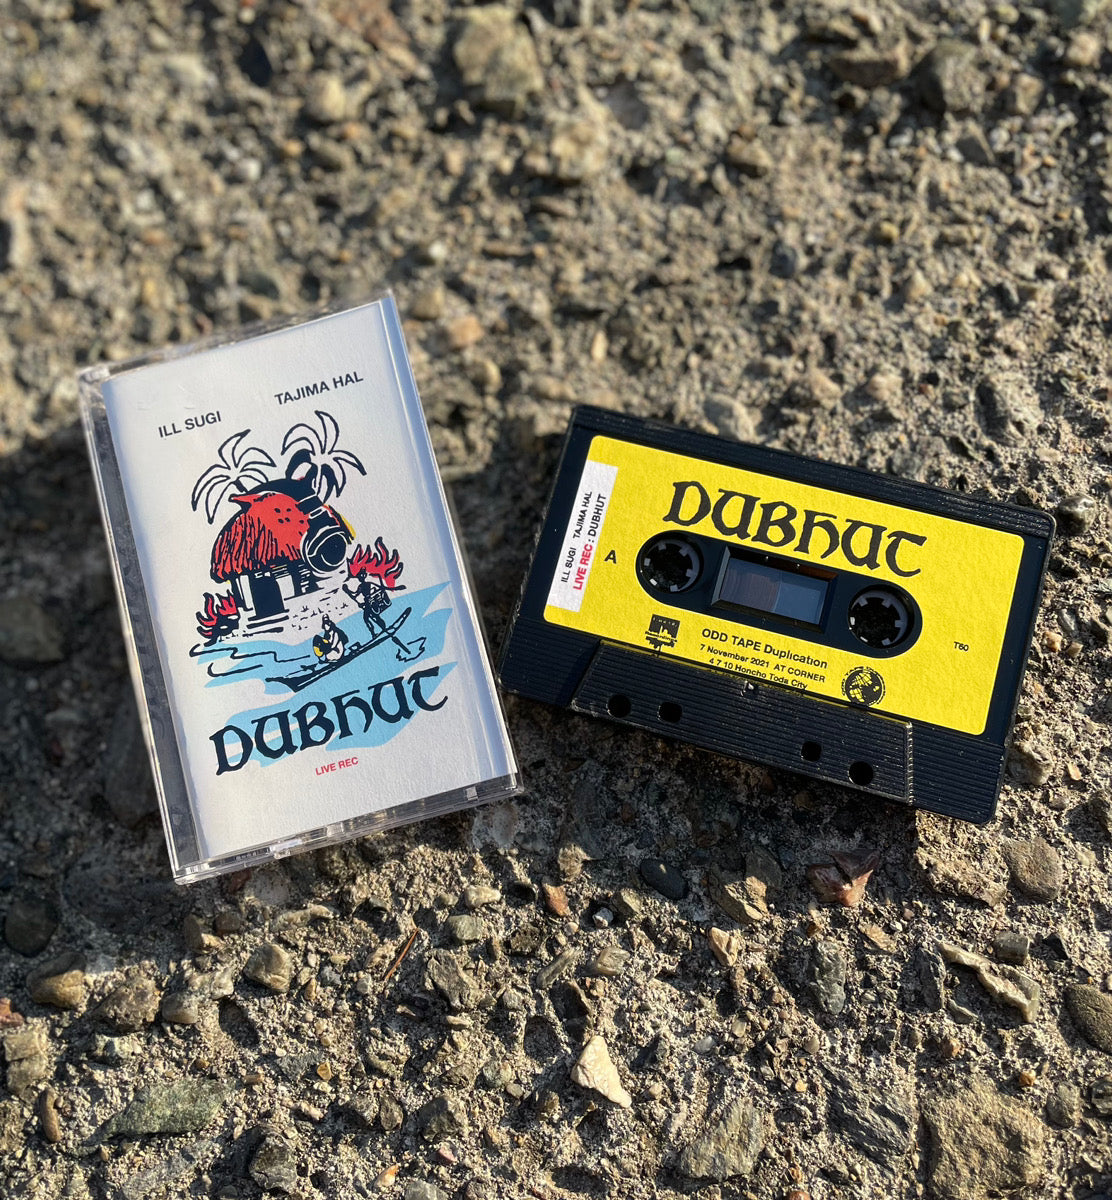 ILL SUGI
TAJIMA HAL
DUBHUT
LIVE REC
ILL SUGI TAJIMA HAL
LIVE REC : DUBHUT
A
DUBHUT
ODD TAPE Duplication
7 November 2021 AT CORNER
4 7 10 Honcho Toda City
T60